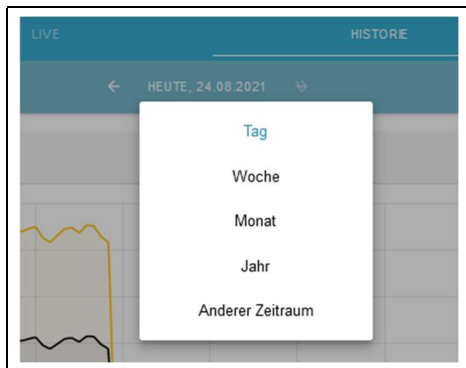 LIVE HISTORIE
HEUTE, 24.08.2021
Tag
Woche
Monat
Jahr
Anderer Zeitraum